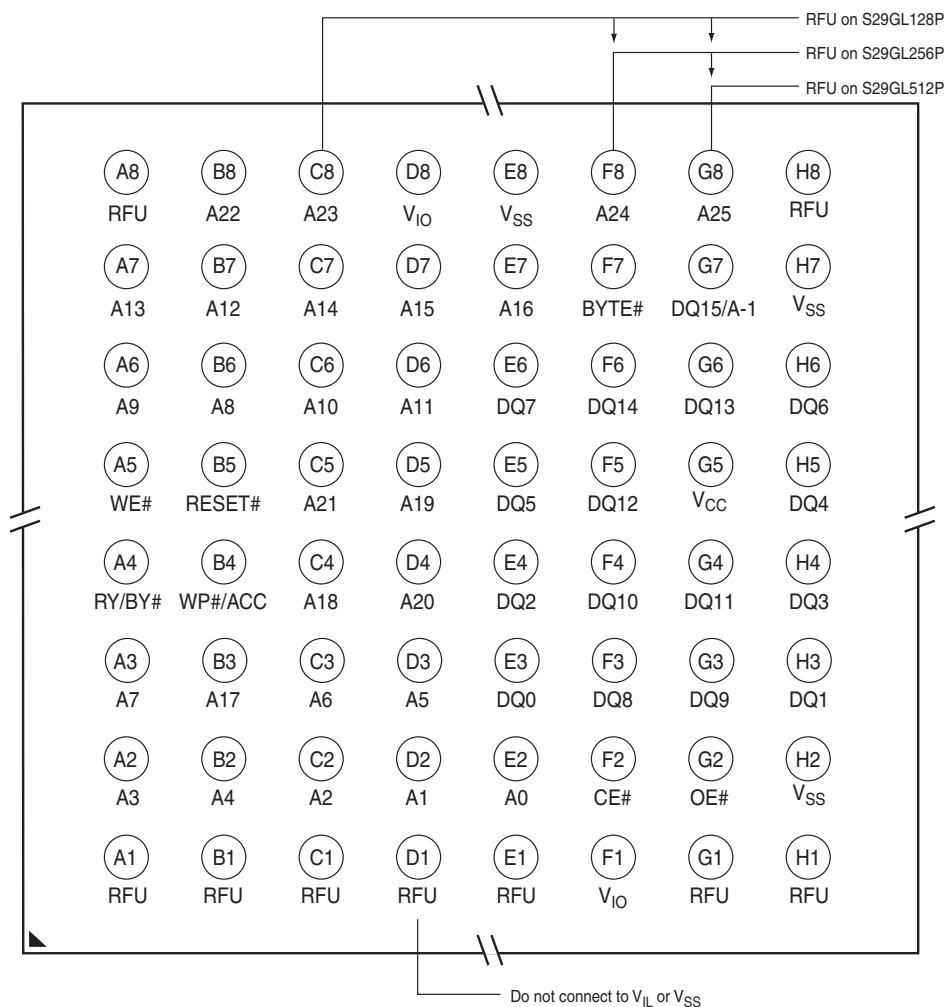 RFU on S29GL128P
RFU on S29GL256P
RFU on S29GL512P
A8 B8 C8 D8 E8 F8 G8 H8
RFU A22 A23 VIO VSS A24 A25 RFU
A7 B7 C7 D7 E7 F7 G7 H7
A13 A12 A14 A15 A16 BYTE# DQ15/A-1 VSS
A6 B6 C6 D6 E6 F6 G6 H6
A9 A8 A10 A11 DQ7 DQ14 DQ13 DQ6
A5 B5 C5 D5 E5 F5 G5 H5
WE# RESET# A21 A19 DQ5 DQ12 VCC DQ4
A4 B4 C4 D4 E4 F4 G4 H4
RY/BY# WP#/ACC A18 A20 DQ2 DQ10 DQ11 DQ3
A3 B3 C3 D3 E3 F3 G3 H3
A7 A17 A6 A5 DQ0 DQ8 DQ9 DQ1
A2 B2 C2 D2 E2 F2 G2 H2
A3 A4 A2 A1 A0 CE# OE# VSS
A1 B1 C1 D1 E1 F1 G1 H1
RFU RFU RFU RFU RFU VIO RFU RFU
Do not connect to VIL or VSS